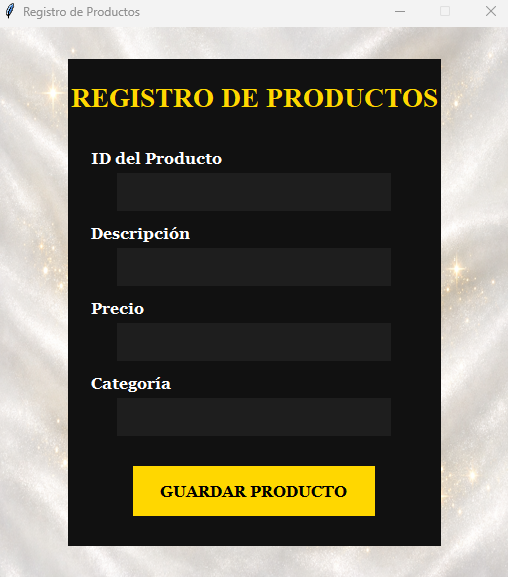 Registro de Productos
REGISTRO DE PRODUCTOS
ID del Producto
Descripción
Precio
Categoría
GUARDAR PRODUCTO